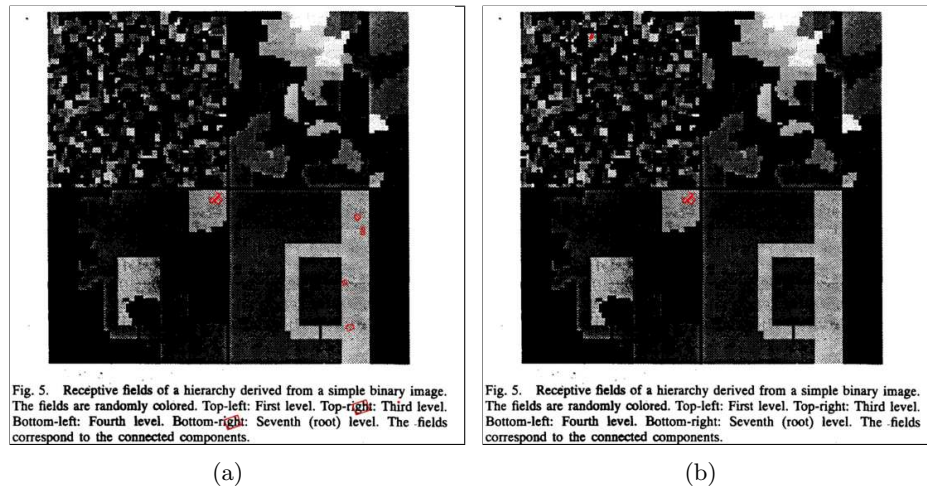 Fig. 5. Receptive fields of a hierarchy derived from a simple binary image.
The fields are randomly colored. Top-left: First level. Top-right: Third level.
Bottom-left: Fourth level. Bottom-right: Seventh (root) level. The fields
correspond to the connected components.
(a)
Fig. 5. Receptive fields of a hierarchy derived from a simple binary image.
The fields are randomly colored. Top-left: First level. Top-right: Third level.
Bottom-left: Fourth level. Bottom-right: Seventh (root) level. The fields
correspond to the connected components.
(b)